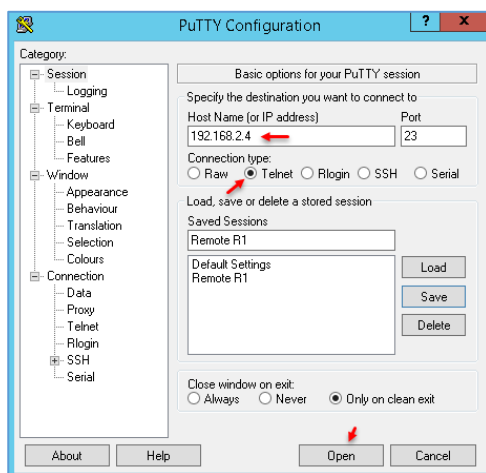 PuTTY Configuration
? x
Category:
Session
Logging
Terminal
Keyboard
Bell
Features
Window
Appearance
Behaviour
Translation
Selection
Colours
Connection
Data
Proxy
Telnet
Rlogin
SSH
Serial
Basic options for your PuTTY session
Specify the destination you want to connect to
Host Name (or IP address) Port
192.168.2.4 23
Connection type:
Raw Telnet Rlogin SSH Serial
Load, save or delete a stored session
Saved Sessions
Remote R1
Default Settings
Remote R1
Load
Save
Delete
Close window on exit:
Always Never Only on clean exit
About Help Open Cancel